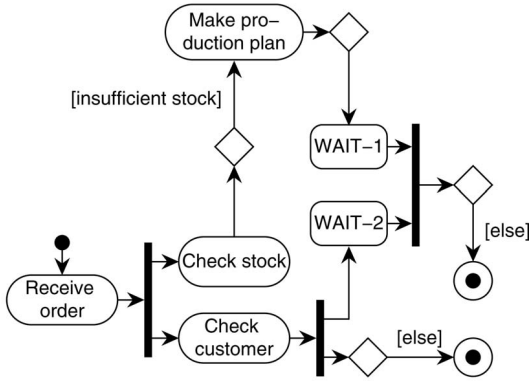 Make pro-
duction plan
[insufficient stock]
WAIT-1
WAIT-2
[else]
Check stock
Receive
order
Check
customer
[else]